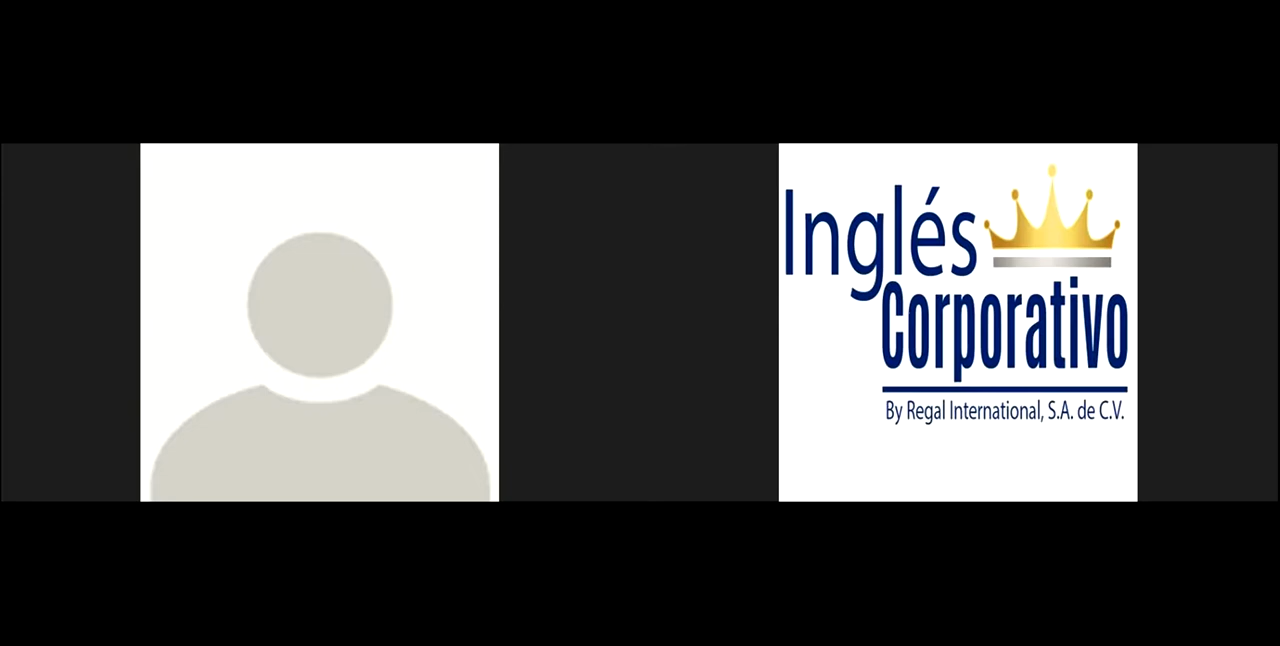 Inglés
Corporativo
By Regal International, S.A. de C.V.